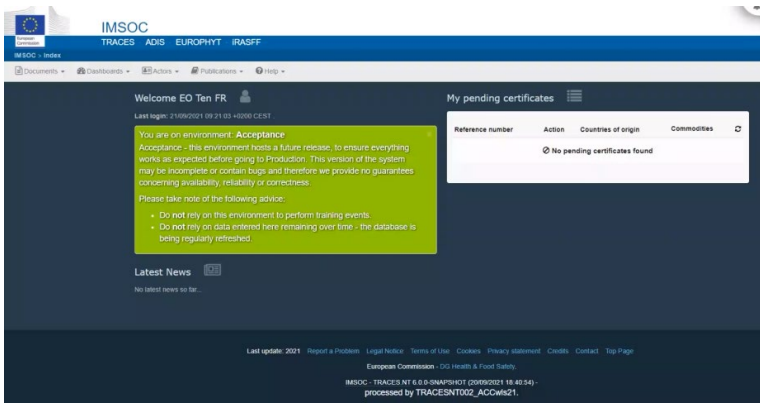 European
Commission
IMSOC
TRACES ADIS EUROPHYT iRASFF
IMSOC > Index
Documents Dashboards Actors Publications Help
Welcome EO Ten FR
Last login: 21/09/2021 09:21:03 +0200 CEST .
You are on environment: Acceptance
Acceptance - this environment hosts a future release, to ensure everything
works as expected before going to Production. This version of the system
may be incomplete or contain bugs and therefore we provide no guarantees
concerning availability, reliability or correctness.
Please take note of the following advice:
• Do not rely on this environment to perform training events.
• Do not rely on data entered here remaining over time - the database is
being regularly refreshed.
Latest News
No latest news so far...
My pending certificates
Reference number Action Countries of origin Commodities
No pending certificates found
Last update: 2021 Report a Problem Legal Notice Terms of Use Cookies Privacy statement Credits Contact Top Page
European Commission - DG Health & Food Safety,
IMSOC - TRACES.NT 6.0.0-SNAPSHOT (20/09/2021 18:40:54) -
processed by TRACESNT002_ACCwls21.